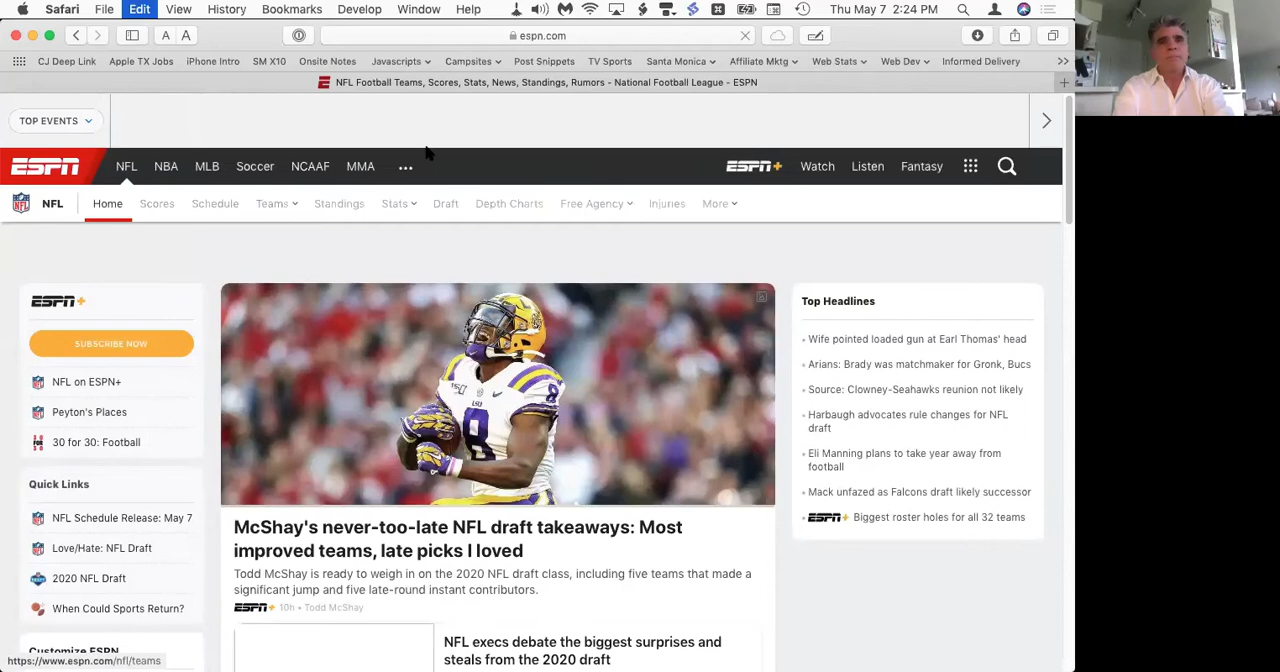 Safari File Edit View History Bookmarks Develop Window Help Thu May 7 2:24 PM
A A espn.com
CJ Deep Link Apple TX Jobs iPhone Intro SM X10 Onsite Notes Javascripts Campsites Post Snippets TV Sports Santa Monica Affiliate Mktg Web Stats Web Dev Informed Delivery >>
NFL Football Teams, Scores, Stats, News, Standings, Rumors - National Football League - ESPN
TOP EVENTS
ESPN NFL NBA MLB Soccer NCAAF MMA ... ESPN+ Watch Listen Fantasy
NFL Home Scores Schedule Teams Standings Stats Draft Depth Charts Free Agency Injuries More
ESPN+
SUBSCRIBE NOW
NFL on ESPN+
Peyton's Places
30 for 30: Football
Quick Links
NFL Schedule Release: May 7
Love/Hate: NFL Draft
2020 NFL Draft
When Could Sports Return?
Customize ESPN
https://www.espn.com/nfl/teams
LSU
8
8
McShay's never-too-late NFL draft takeaways: Most
improved teams, late picks I loved
Todd McShay is ready to weigh in on the 2020 NFL draft class, including five teams that made a
significant jump and five late-round instant contributors.
ESPN+ 10h • Todd McShay
NFL execs debate the biggest surprises and
steals from the 2020 draft
Top Headlines
• Wife pointed loaded gun at Earl Thomas' head
• Arians: Brady was matchmaker for Gronk, Bucs
• Source: Clowney-Seahawks reunion not likely
• Harbaugh advocates rule changes for NFL
draft
• Eli Manning plans to take year away from
football
• Mack unfazed as Falcons draft likely successor
• ESPN+ Biggest roster holes for all 32 teams